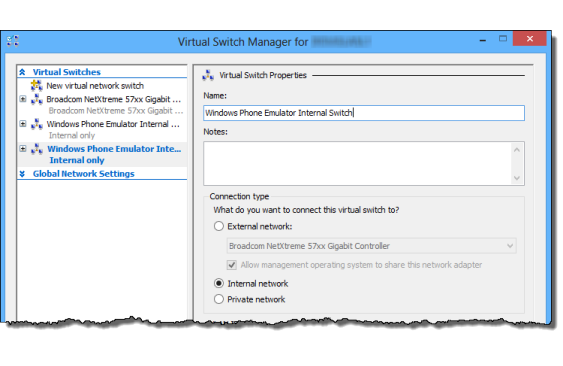 Virtual Switch Manager for
Virtual Switches
New virtual network switch
Broadcom NetXtreme 57xx Gigabit ...
Broadcom NetXtreme 57xx Gigabit ...
Windows Phone Emulator Internal ...
Internal only
Windows Phone Emulator Inte...
Internal only
Global Network Settings
Virtual Switch Properties
Name:
Windows Phone Emulator Internal Switch
Notes:
Connection type
What do you want to connect this virtual switch to?
External network:
Broadcom NetXtreme 57xx Gigabit Controller
Allow management operating system to share this network adapter
Internal network
Private network